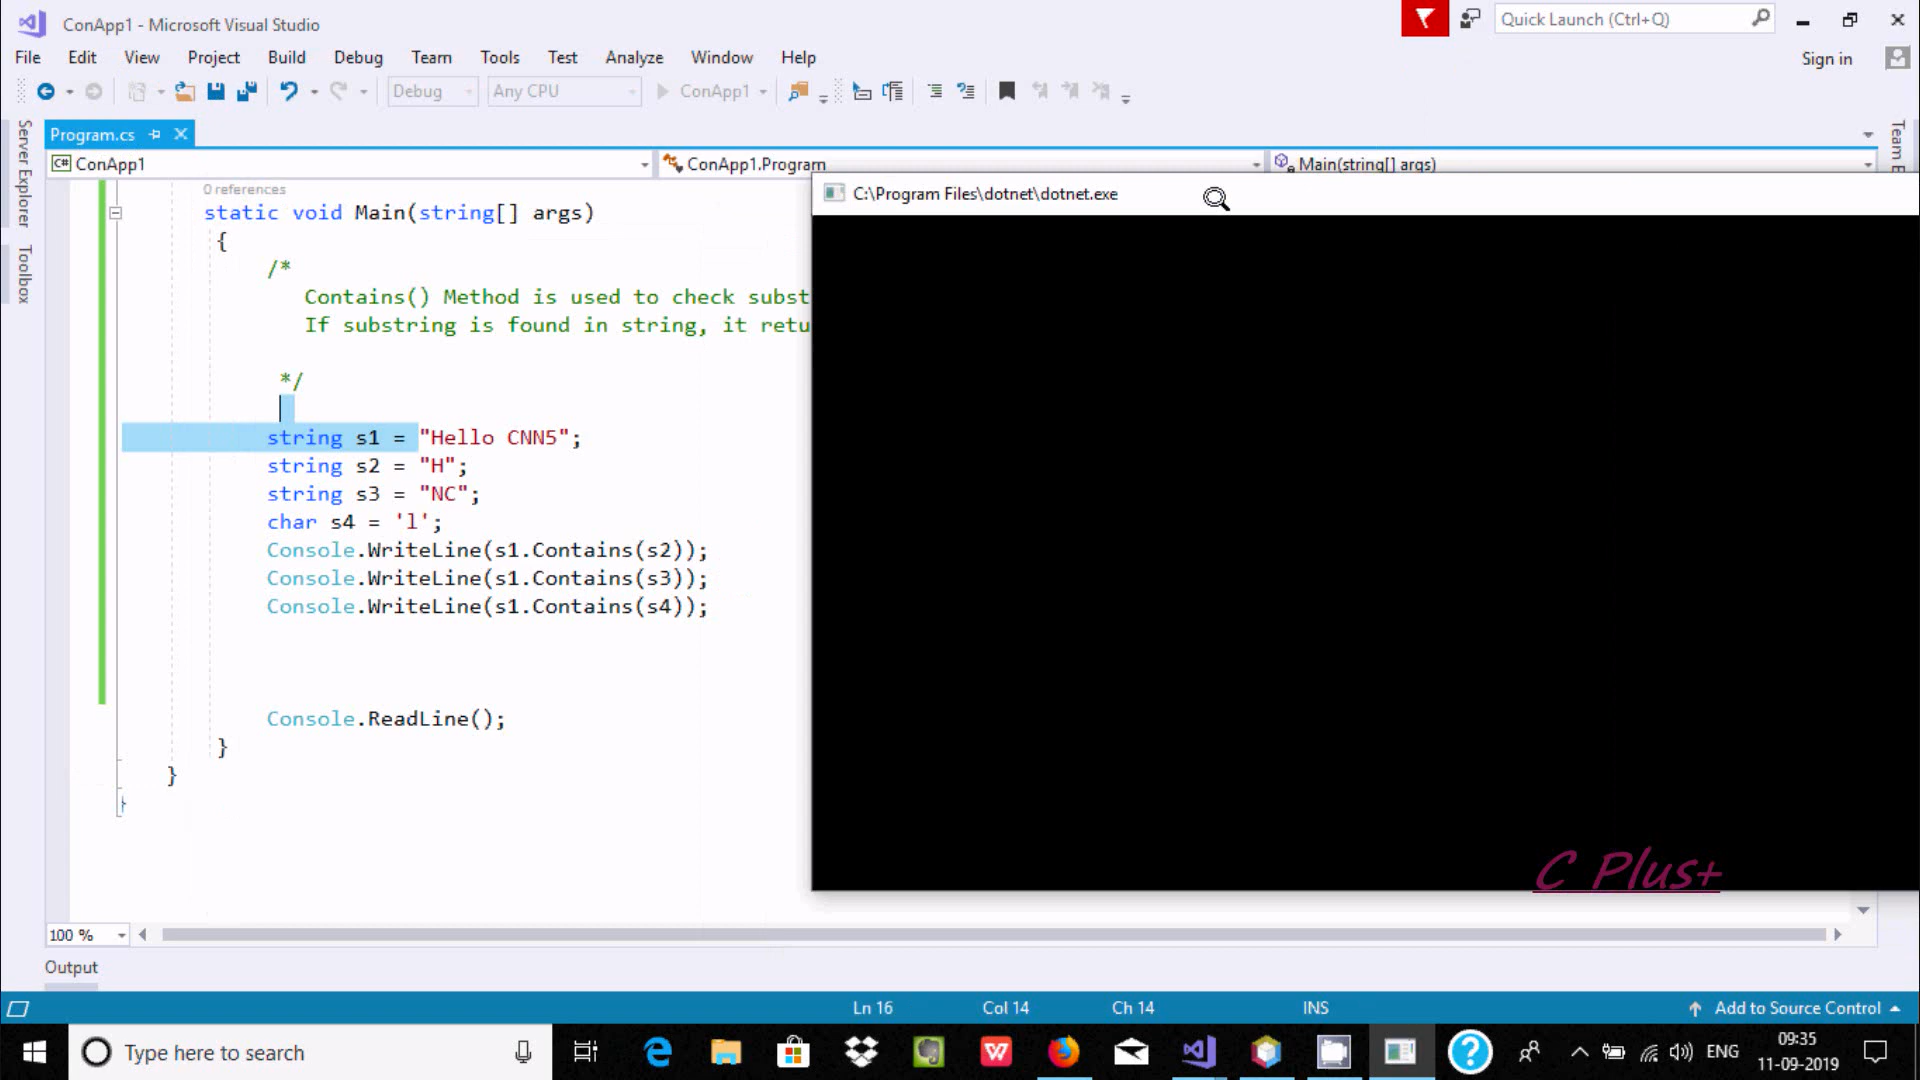 ConApp1 - Microsoft Visual Studio
Quick Launch (Ctrl+Q)
File Edit View Project Build Debug Team Tools Test Analyze Window Help
Sign in
Debug Any CPU ConApp1
Server Explorer
Toolbox
Team E
Program.cs
C# ConApp1
ConApp1.Program
Main(string[] args)
C:\Program Files\dotnet\dotnet.exe
0 references
static void Main(string[] args)
{
/*
Contains() Method is used to check subst
If substring is found in string, it retu
*/
string s1 = "Hello CNN5";
string s2 = "H";
string s3 = "NC";
char s4 = 'l';
Console.WriteLine(s1.Contains(s2));
Console.WriteLine(s1.Contains(s3));
Console.WriteLine(s1.Contains(s4));
Console.ReadLine();
}
}
}
C Plus+
100 %
Output
Ln 16 Col 14 Ch 14 INS Add to Source Control
Type here to search
ENG
09:35
11-09-2019